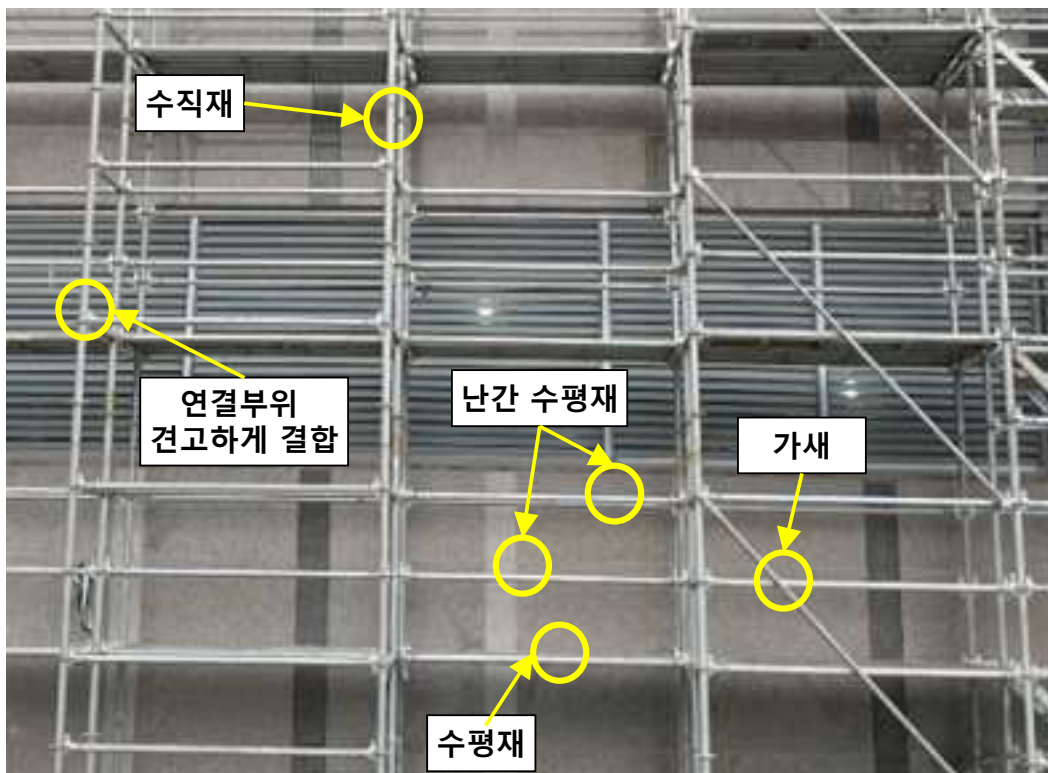 수직재
연결부위
견고하게 결합
난간 수평재
가새
수평재